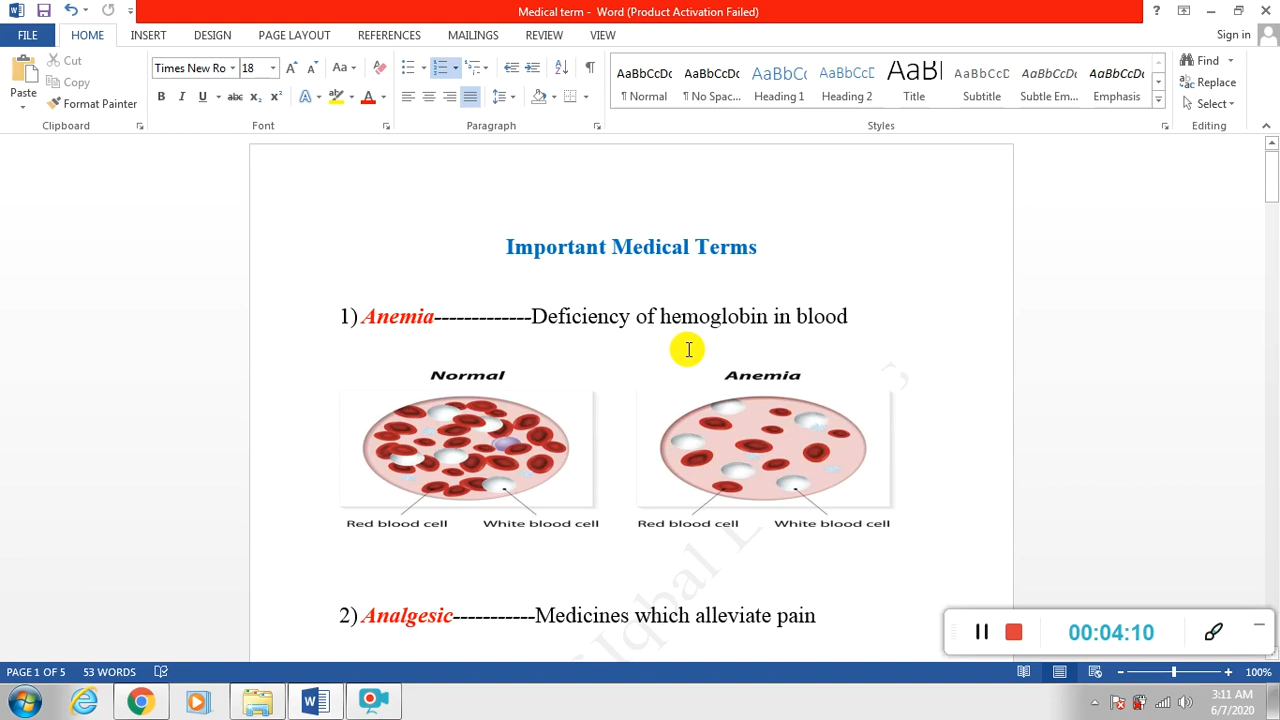 Medical term - Word (Product Activation Failed)
FILE HOME INSERT DESIGN PAGE LAYOUT REFERENCES MAILINGS REVIEW VIEW Sign in
Paste Cut Copy Format Painter
Times New Ro 18 Aa
B I U abc x₂ x² A A
AaBbCcDc AaBbCcDc AaBbCc AaBbCcC AaBl AaBbCcD AaBbCcDc AaBbCcDc
¶ Normal ¶ No Spac... Heading 1 Heading 2 Title Subtitle Subtle Em... Emphasis
Find Replace Select
Clipboard Font Paragraph Styles Editing
Important Medical Terms
1) Anemia-------------Deficiency of hemoglobin in blood
Normal Anemia
Red blood cell White blood cell Red blood cell White blood cell
Iqbal
2) Analgesic-----------Medicines which alleviate pain
00:04:10
PAGE 1 OF 5 53 WORDS 100%
3:11 AM
6/7/2020